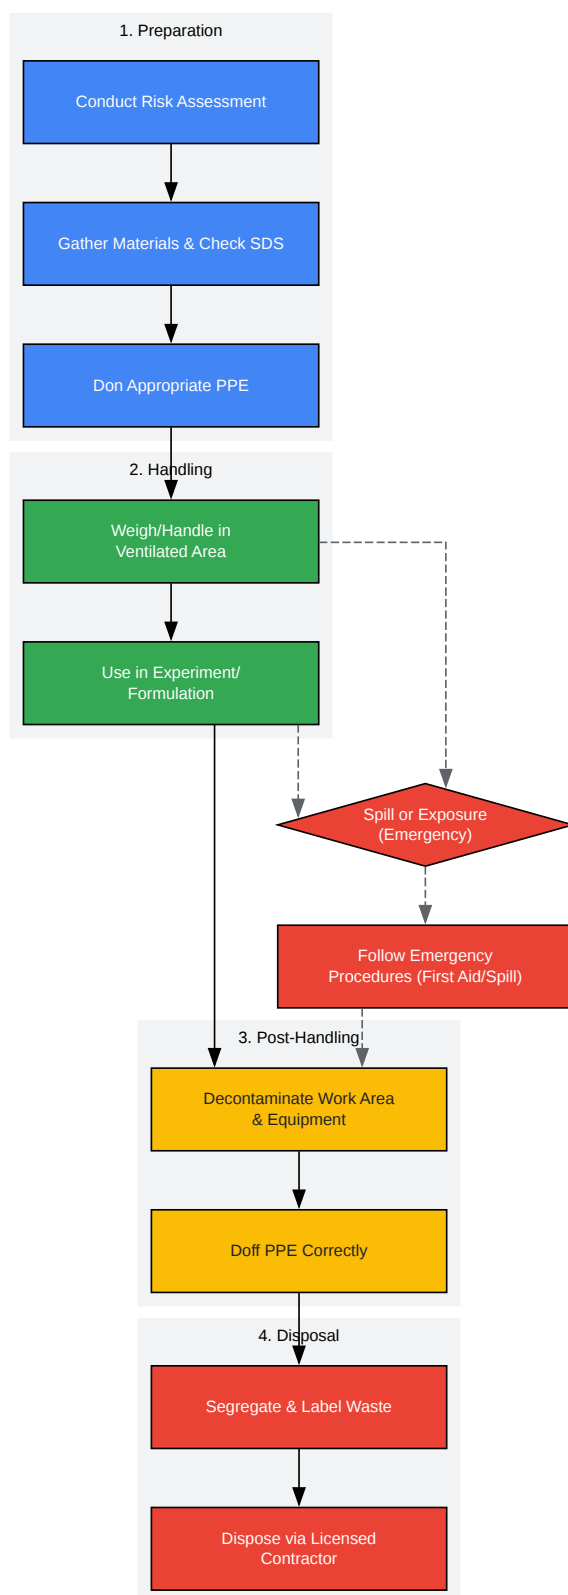 1. Preparation
Conduct Risk Assessment
Gather Materials & Check SDS
Don Appropriate PPE
2. Handling
Weigh/Handle in
Ventilated Area
Use in Experiment/
Formulation
Spill or Exposure
(Emergency)
Follow Emergency
Procedures (First Aid/Spill)
3. Post-Handling
Decontaminate Work Area
& Equipment
Doff PPE Correctly
4. Disposal
Segregate & Label Waste
Dispose via Licensed
Contractor